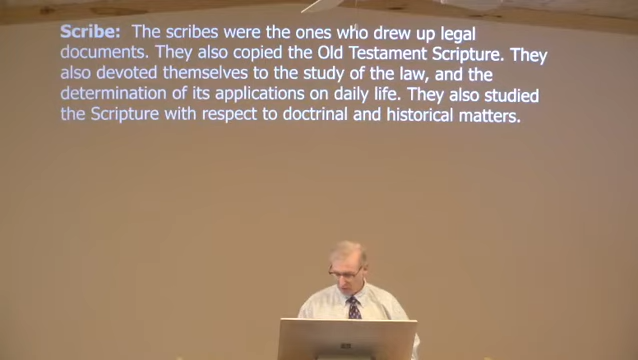 Scribe: The scribes were the ones who drew up legal
documents. They also copied the Old Testament Scripture. They
also devoted themselves to the study of the law, and the
determination of its applications on daily life. They also studied
the Scripture with respect to doctrinal and historical matters.